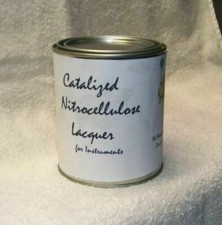 Catalized
Nitrocellulose
Lacquer
for Instruments